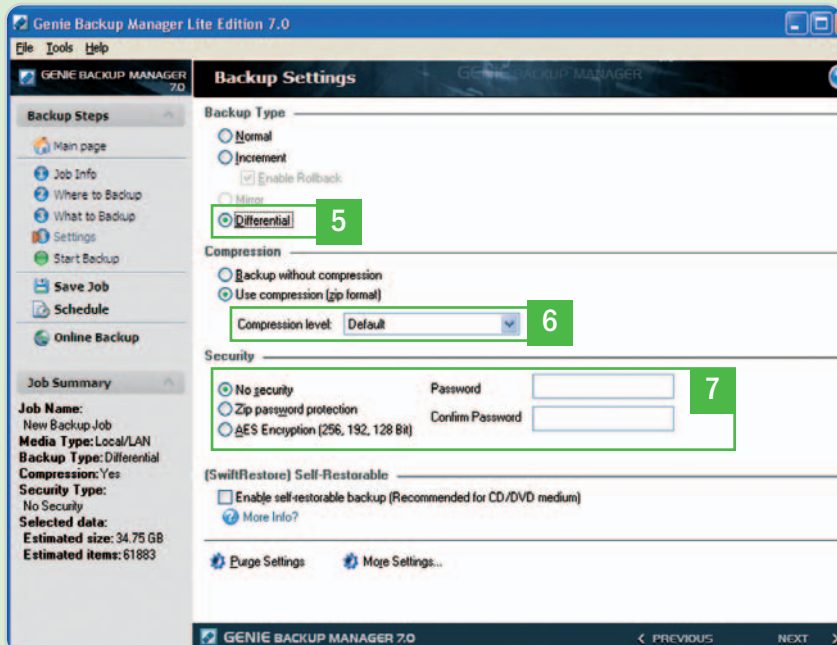 Genie Backup Manager Lite Edition 7.0
File Tools Help
GENIE BACKUP MANAGER
7.0
Backup Settings
GENIE BACKUP MANAGER
Backup Steps
Main page
1 Job Info
2 Where to Backup
3 What to Backup
Settings
Start Backup
Save Job
Schedule
Online Backup
Job Summary
Job Name:
New Backup Job
Media Type: Local/LAN
Backup Type: Differential
Compression: Yes
Security Type:
No Security
Selected data:
Estimated size: 34.75 GB
Estimated items: 61883
Backup Type
Normal
Increment
Enable Rollback
Mirror
Differential
5
Compression
Backup without compression
Use compression (zip format)
Compression level: Default
6
Security
No security
Zip password protection
AES Encryption (256, 192, 128 Bit)
Password
Confirm Password
7
(SwiftRestore) Self-Restorable
Enable self-restorable backup (Recommended for CD/DVD medium)
More Info?
Purge Settings
More Settings...
GENIE BACKUP MANAGER 7.0
PREVIOUS
NEXT